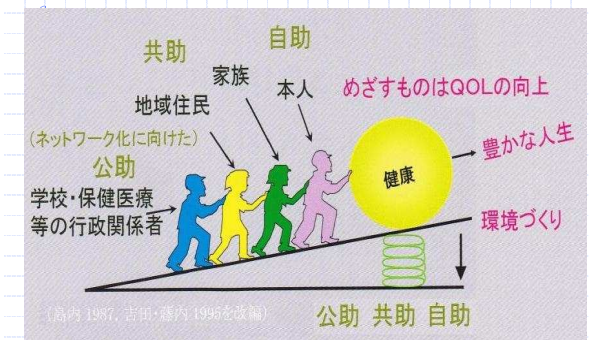 共助
自助
家族
本人
地域住民
めざすものはQOLの向上
(ネットワーク化に向けた)
公助
学校・保健医療
等の行政関係者
健康
豊かな人生
環境づくり
(島内 1987, 吉田・藤内 1995を改編)
公助 共助 自助